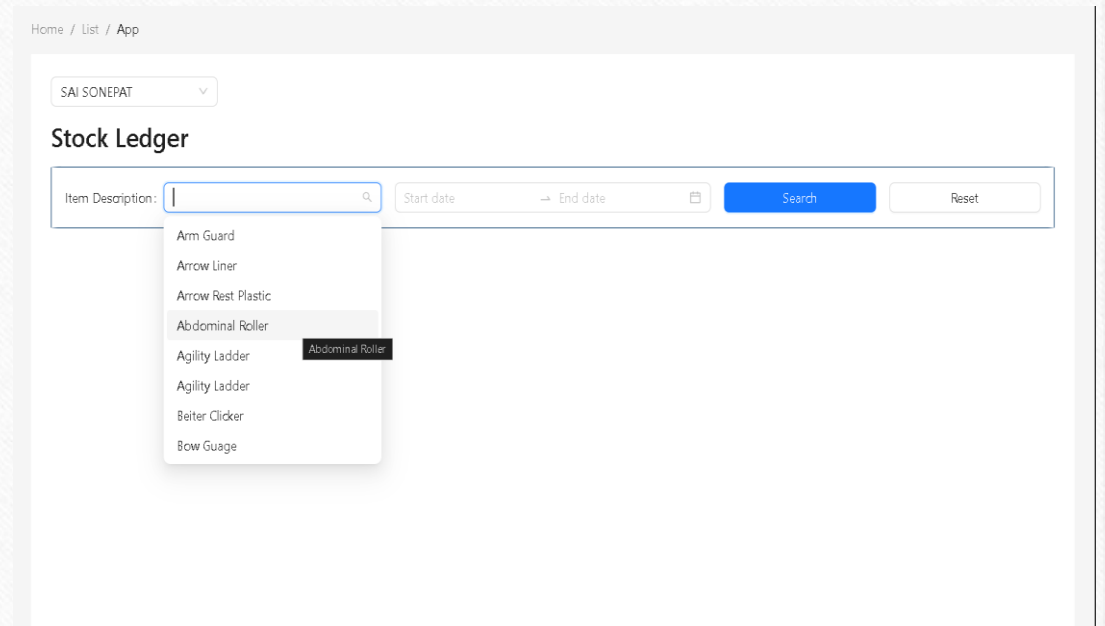 Home / List / App
SAI SONEPAT
Stock Ledger
Item Description: Start date → End date Search Reset
Arm Guard
Arrow Liner
Arrow Rest Plastic
Abdominal Roller
Abdominal Roller
Agility Ladder
Agility Ladder
Beiter Clicker
Bow Guage